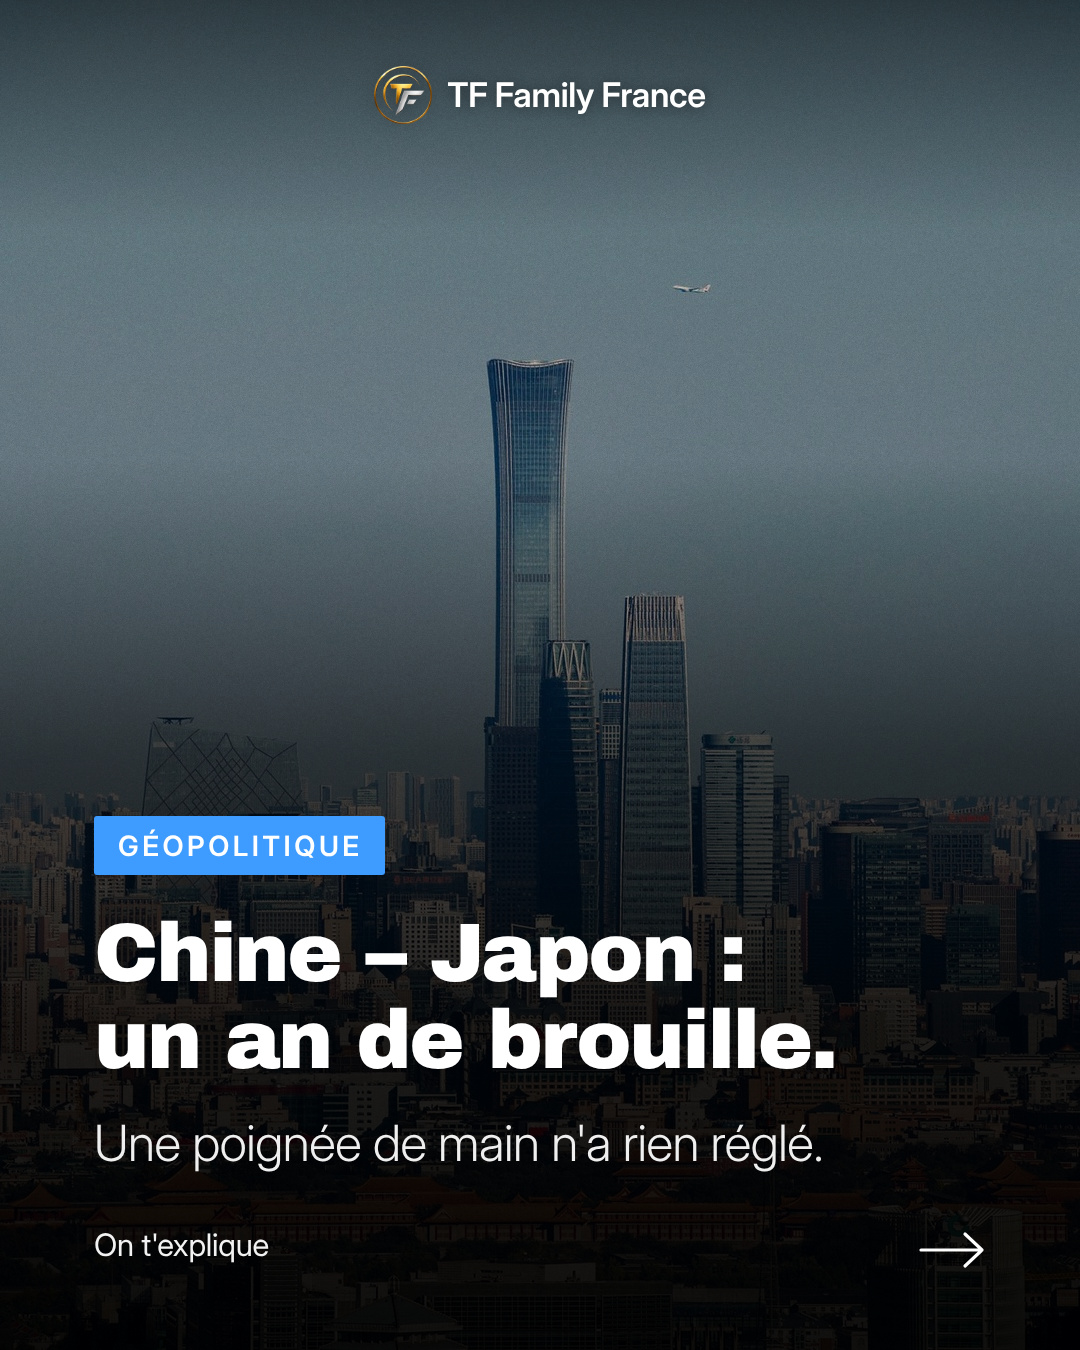 TF Family France
GÉOPOLITIQUE
Chine – Japon :
un an de brouille.
Une poignée de main n'a rien réglé.
On t'explique